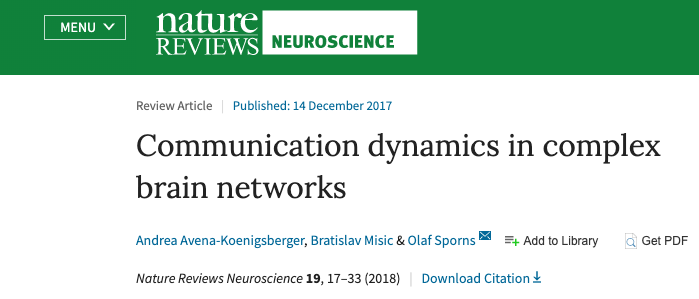 MENU
nature
REVIEWS
NEUROSCIENCE
Review Article | Published: 14 December 2017
Communication dynamics in complex
brain networks
Andrea Avena-Koenigsberger, Bratislav Misic & Olaf Sporns Add to Library Get PDF
Nature Reviews Neuroscience 19, 17–33 (2018) | Download Citation